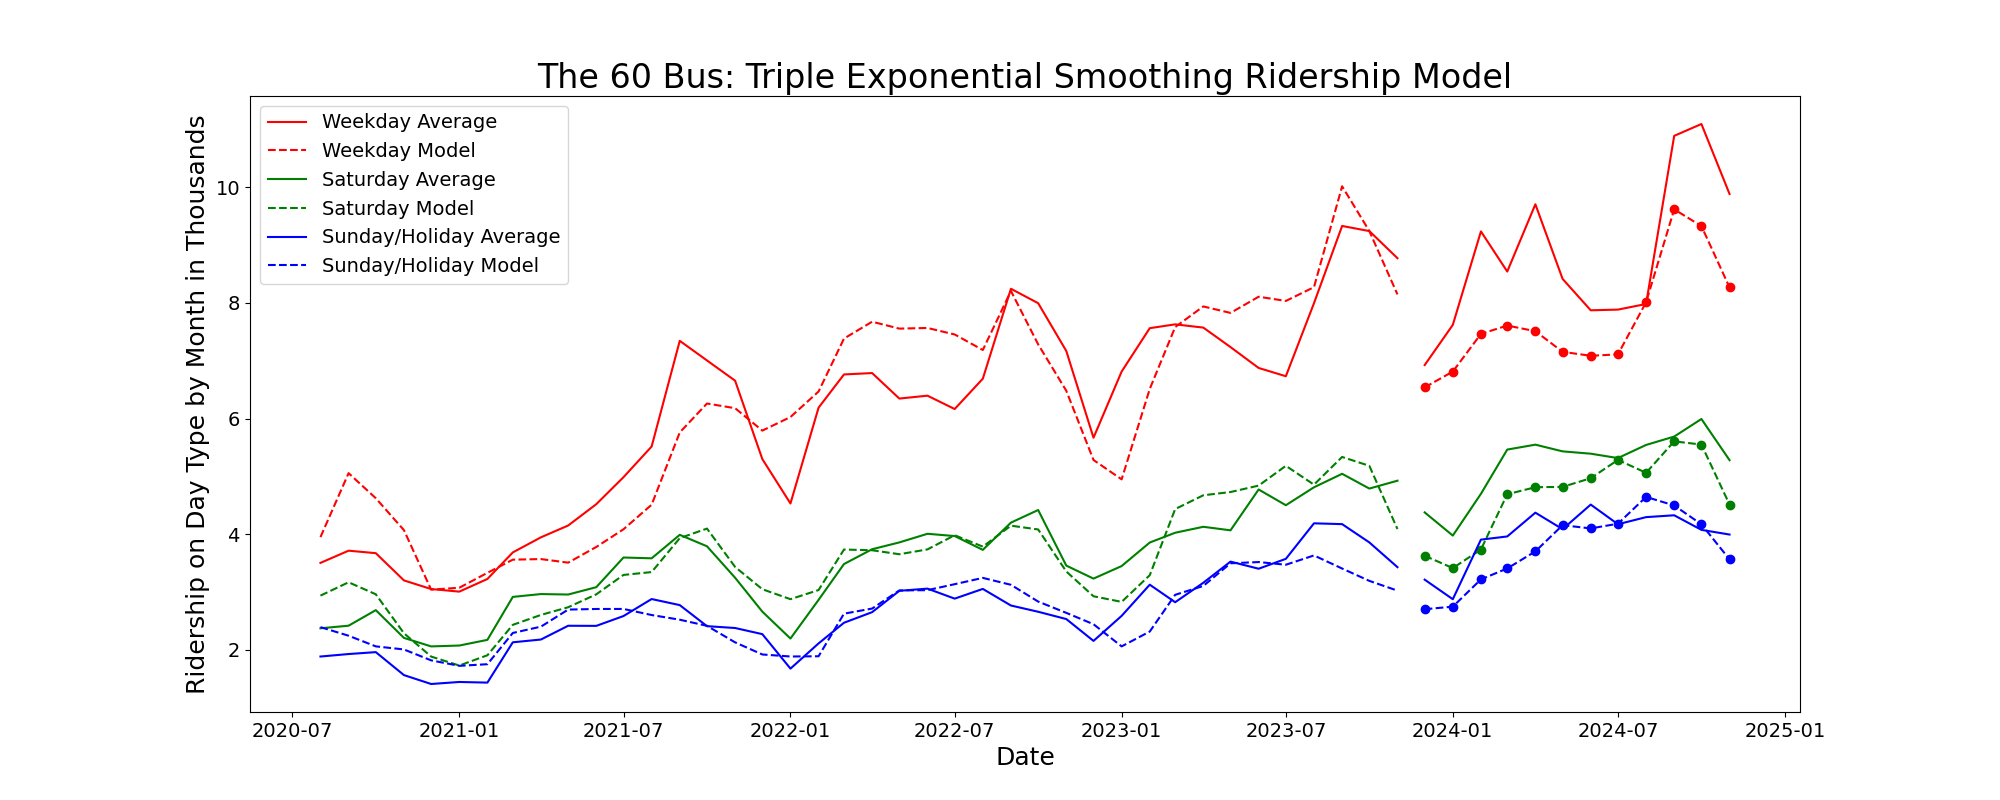 The 60 Bus: Triple Exponential Smoothing Ridership Model
Ridership on Day Type by Month in Thousands
Weekday Average
Weekday Model
Saturday Average
Saturday Model
Sunday/Holiday Average
Sunday/Holiday Model
10
8
6
4
2
2020-07 2021-01 2021-07 2022-01 2022-07 2023-01 2023-07 2024-01 2024-07 2025-01
Date